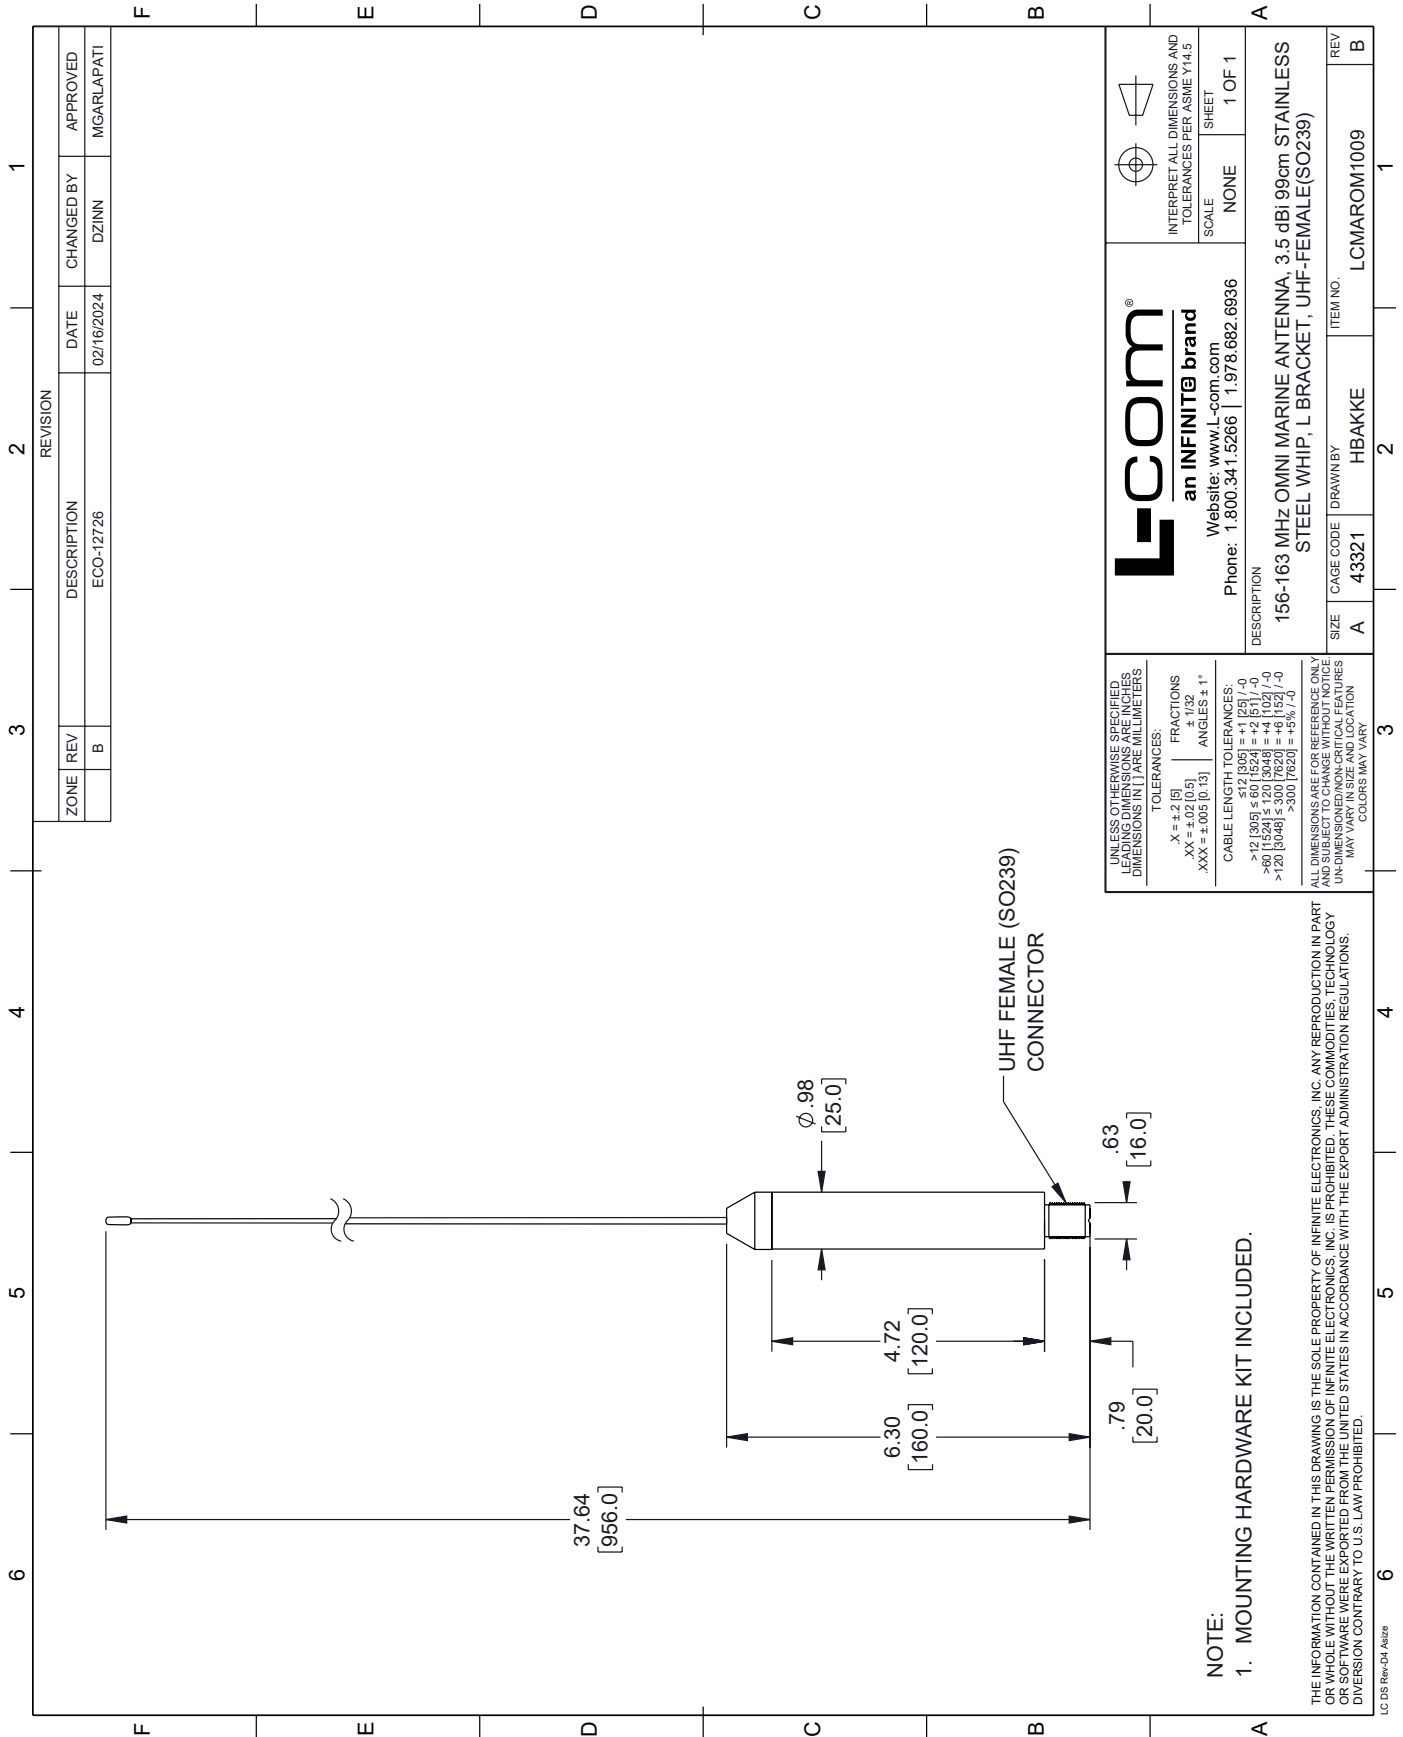 6 5 4 3 2 1
F E D C B A
REVISION
ZONE REV DESCRIPTION DATE CHANGED BY APPROVED
B ECO-12726 02/16/2024 DZINN MGARLAPATI
37.64
[956.0]
6.30
[160.0]
4.72
[120.0]
.79
[20.0]
Ø.98
[25.0]
.63
[16.0]
UHF FEMALE (SO239)
CONNECTOR
NOTE:
1. MOUNTING HARDWARE KIT INCLUDED.
THE INFORMATION CONTAINED IN THIS DRAWING IS THE SOLE PROPERTY OF INFINITE ELECTRONICS, INC. ANY REPRODUCTION IN PART
OR WHOLE WITHOUT THE WRITTEN PERMISSION OF INFINITE ELECTRONICS, INC. IS PROHIBITED. THESE COMMODITIES, TECHNOLOGY
OR SOFTWARE WERE EXPORTED FROM THE UNITED STATES IN ACCORDANCE WITH THE EXPORT ADMINISTRATION REGULATIONS.
DIVERSION CONTRARY TO U.S. LAW PROHIBITED.
UNLESS OTHERWISE SPECIFIED
LEADING DIMENSIONS ARE INCHES
DIMENSIONS IN [ ] ARE MILLIMETERS
TOLERANCES:
.X = ±.2 [5]
.XX = ±.02 [0.5]
.XXX = ±.005 [0.13]
FRACTIONS
± 1/32
ANGLES ± 1°
CABLE LENGTH TOLERANCES:
≤12 [305] = +1 [25] / -0
>12 [305] ≤ 60 [1524] = +2 [51] / -0
>60 [1524] ≤ 120 [3048] = +4 [102] / -0
>120 [3048] ≤ 300 [7620] = +6 [152] / -0
>300 [7620] = +5% / -0
ALL DIMENSIONS ARE FOR REFERENCE ONLY
AND SUBJECT TO CHANGE WITHOUT NOTICE.
UN-DIMENSIONED/NON-CRITICAL FEATURES
MAY VARY IN SIZE AND LOCATION
COLORS MAY VARY
L-com®
an INFINITE brand
Website: www.L-com.com
Phone: 1.800.341.5266 | 1.978.682.6936
INTERPRET ALL DIMENSIONS AND
TOLERANCES PER ASME Y14.5
SCALE NONE
SHEET 1 OF 1
DESCRIPTION
156-163 MHz OMNI MARINE ANTENNA, 3.5 dBi 99cm STAINLESS
STEEL WHIP, L BRACKET, UHF-FEMALE(SO239)
SIZE A
CAGE CODE 43321
DRAWN BY HBAKKE
ITEM NO. LCMAROM1009
REV B
LC DS Rev-D4 Asize
6 5 4 3 2 1
F E D C B A